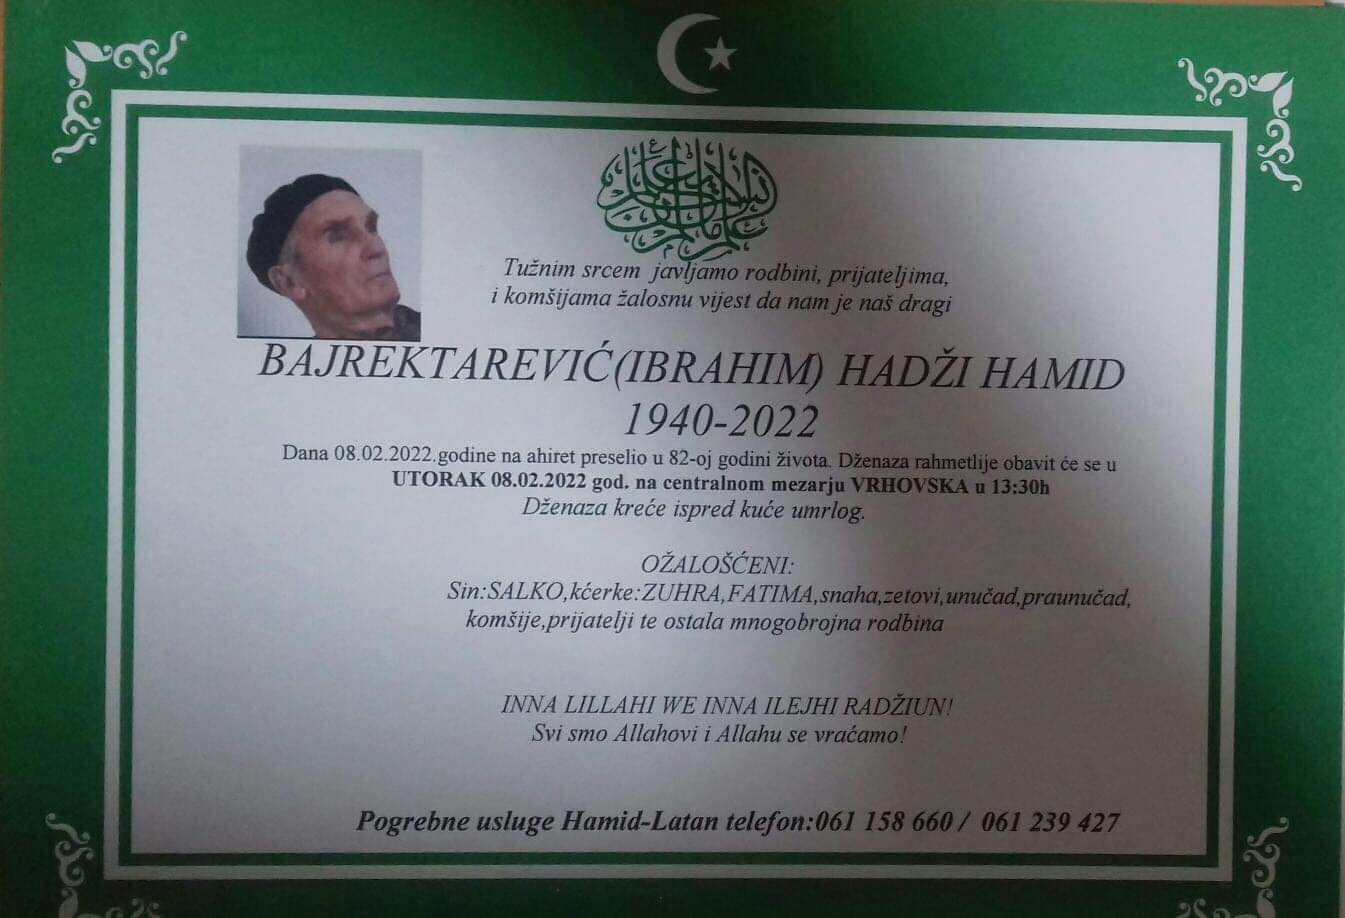 Tužnim srcem javljamo rodbini, prijateljima,
i komšijama žalosnu vijest da nam je naš dragi
BAJREKTAREVIĆ(IBRAHIM) HADŽI HAMID
1940-2022
Dana 08.02.2022.godine na ahiret preselio u 82-oj godini života. Dženaza rahmetlije obavit će se u
UTORAK 08.02.2022 god. na centralnom mezarju VRHOVSKA u 13:30h
Dženaza kreće ispred kuće umrlog.
OŽALOŠĆENI:
Sin:SALKO,kćerke:ZUHRA,FATIMA,snaha,zetovi,unučad,praunučad,
komšije,prijatelji te ostala mnogobrojna rodbina
INNA LILLAHI WE INNA ILEJHI RADŽIUN!
Svi smo Allahovi i Allahu se vraćamo!
Pogrebne usluge Hamid-Latan telefon:061 158 660 / 061 239 427